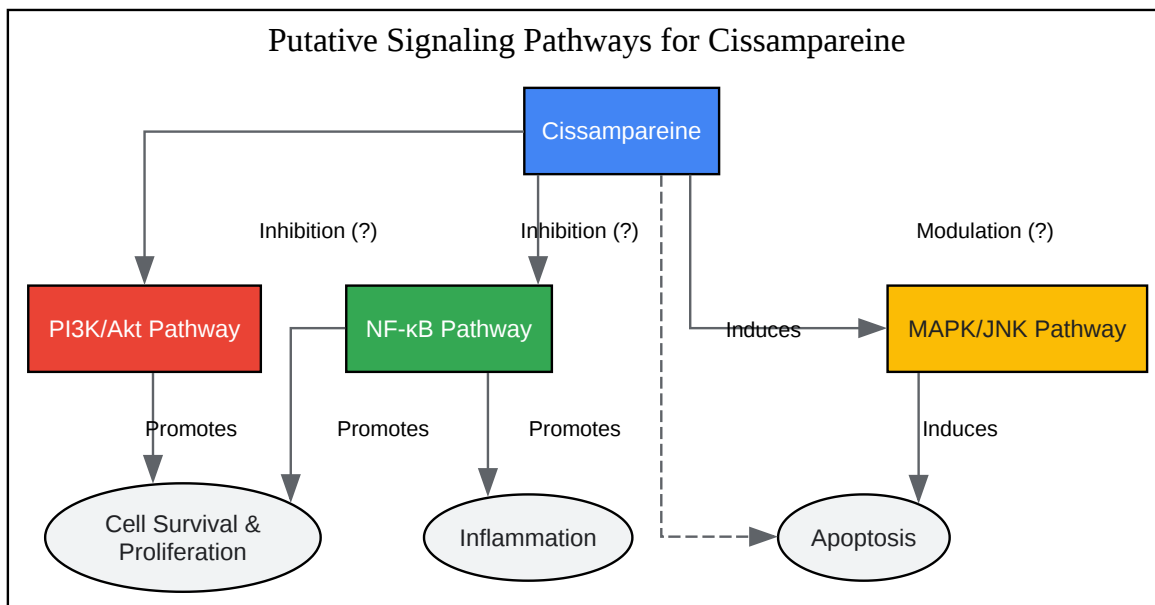 Putative Signaling Pathways for Cissampareine
Cissampareine
Inhibition (?)
Inhibition (?)
Modulation (?)
PI3K/Akt Pathway
NF-κB Pathway
Induces
MAPK/JNK Pathway
Promotes
Promotes
Promotes
Induces
Cell Survival &
Proliferation
Inflammation
Apoptosis